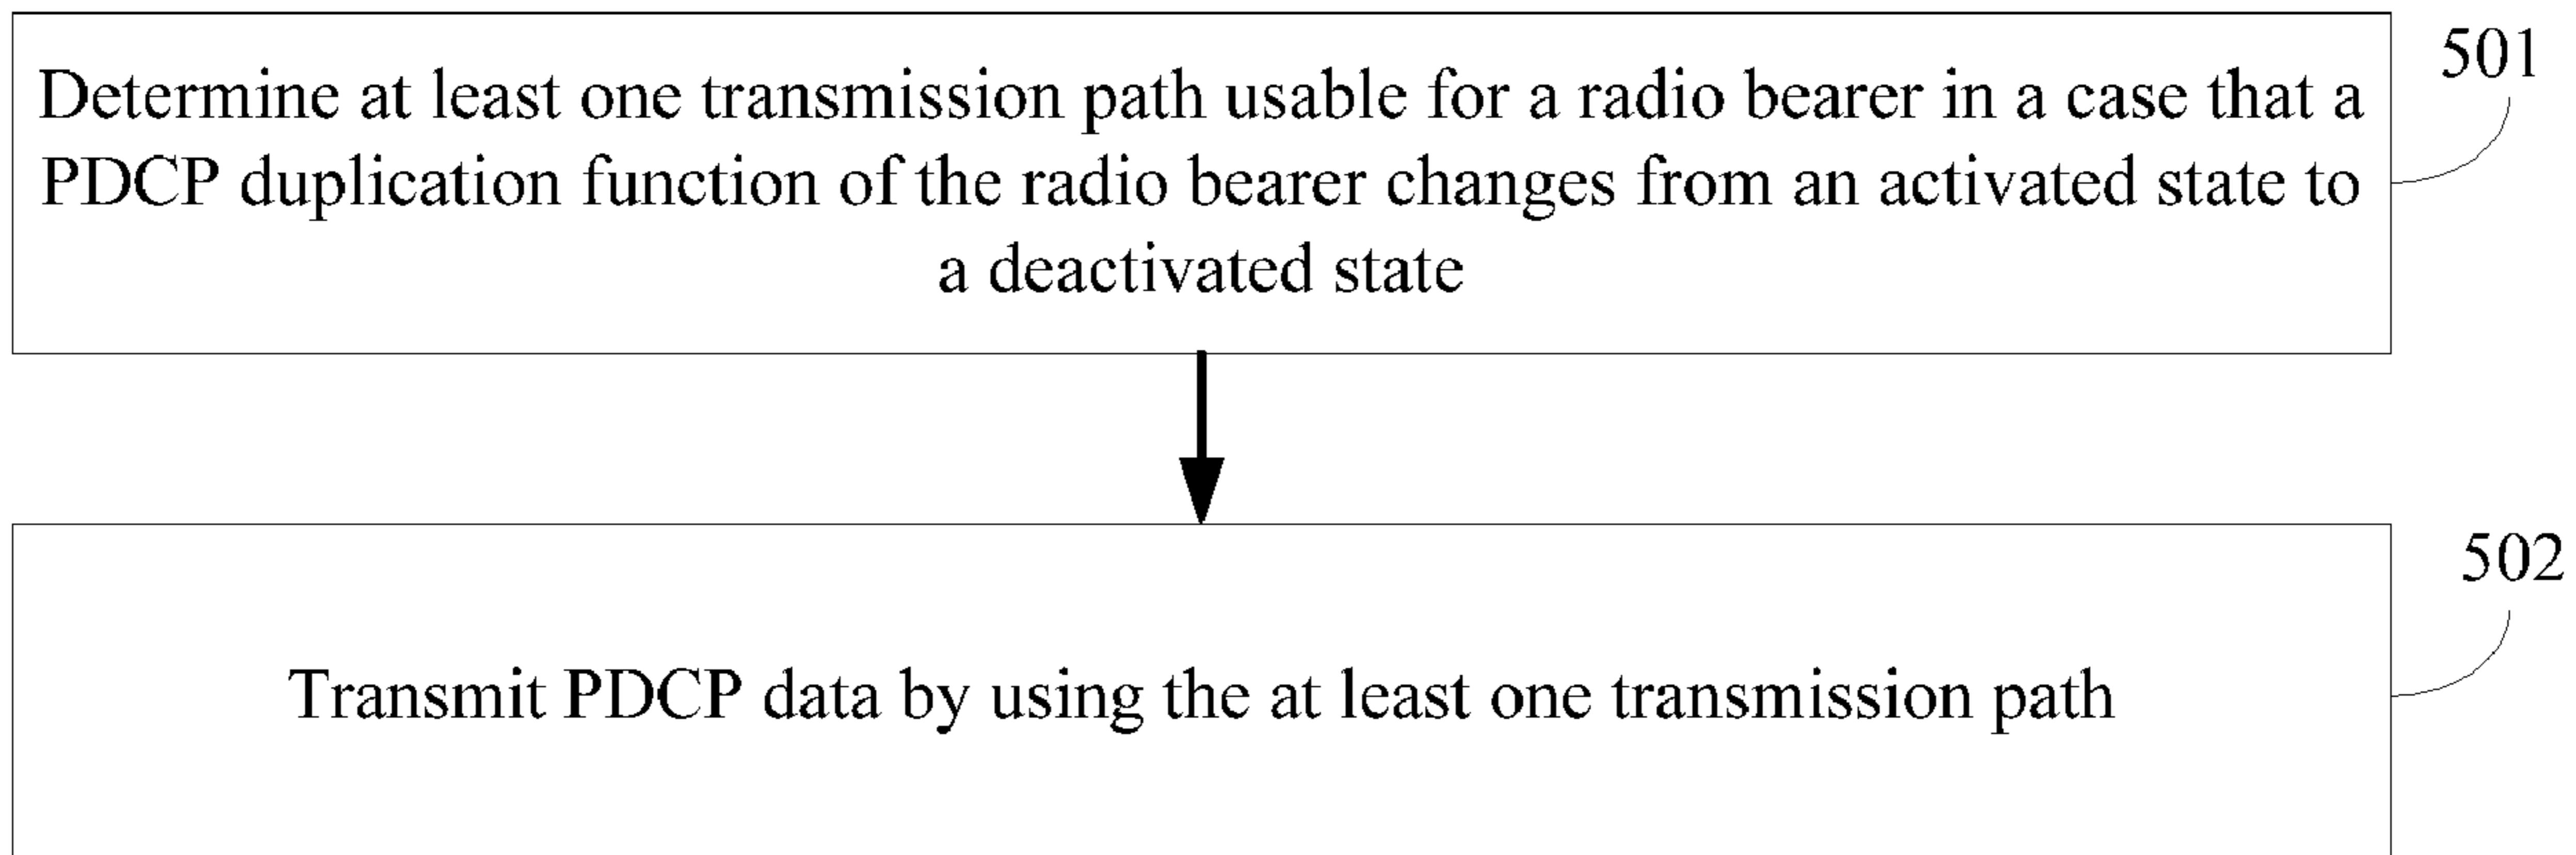 Determine at least one transmission path usable for a radio bearer in a case that a
PDCP duplication function of the radio bearer changes from an activated state to
a deactivated state
501
Transmit PDCP data by using the at least one transmission path
502